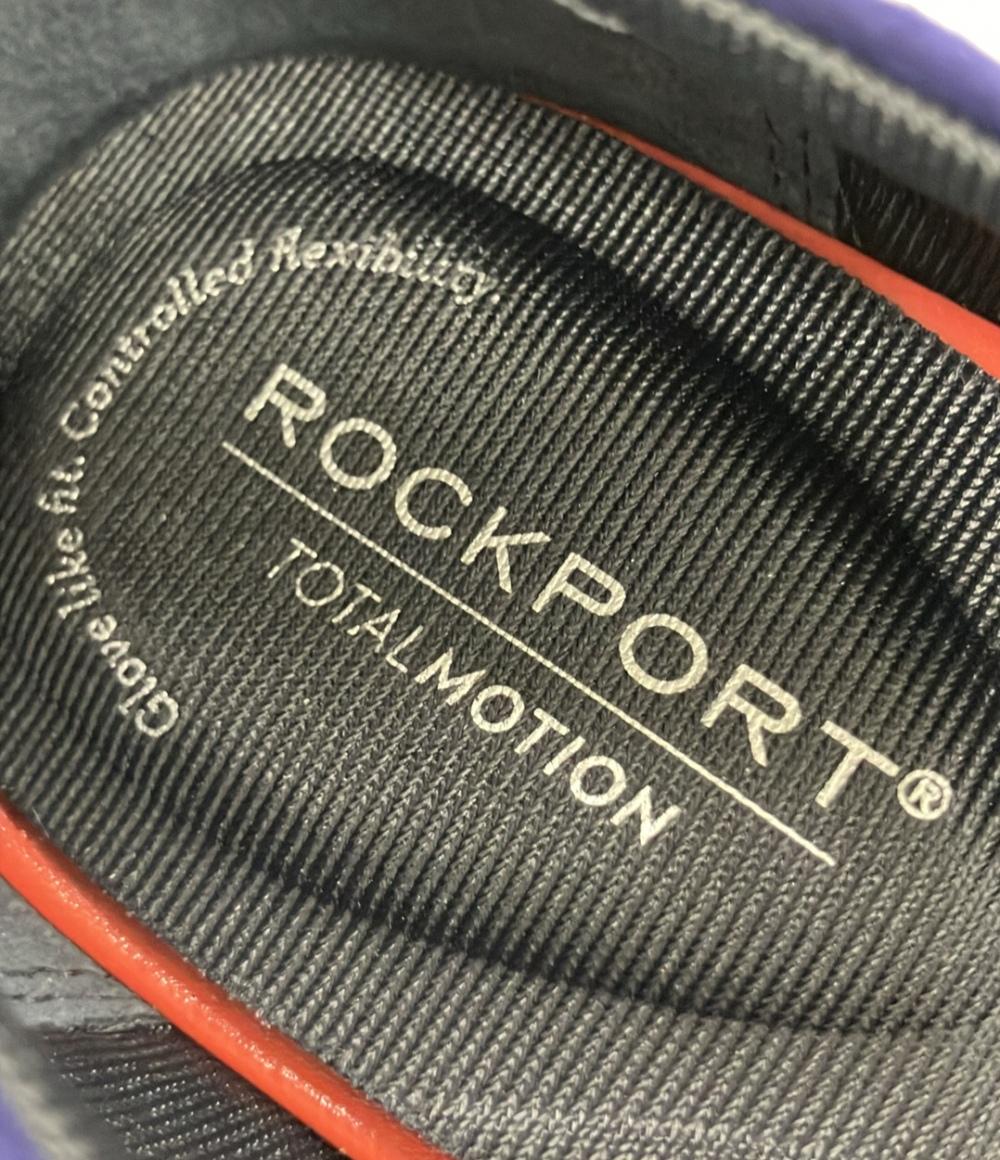 Glove like fit. Controlled flexibility.
ROCKPORT®
TOTALMOTION